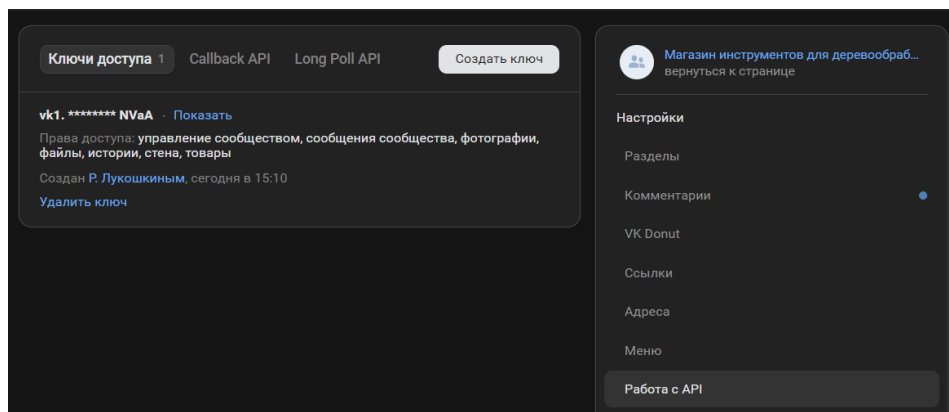 Ключи доступа 1 Callback API Long Poll API Создать ключ
vk1. ******** NVaA · Показать
Права доступа: управление сообществом, сообщения сообщества, фотографии,
файлы, истории, стена, товары
Создан Р. Лукошкиным, сегодня в 15:10
Удалить ключ
Магазин инструментов для деревообраб...
вернуться к странице
Настройки
Разделы
Комментарии
VK Donut
Ссылки
Адреса
Меню
Работа с API